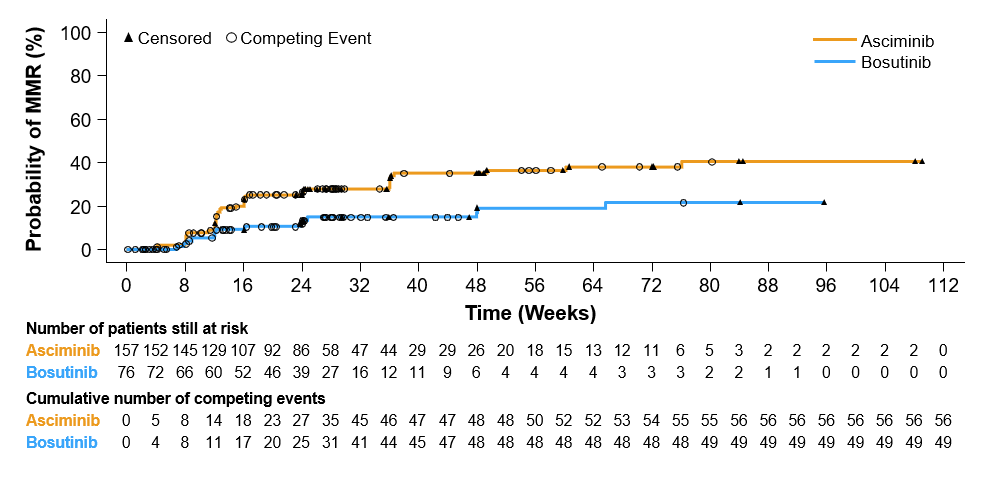 Probability of MMR (%)
100
80
60
40
20
0
Censored Competing Event
Asciminib
Bosutinib
0 8 16 24 32 40 48 56 64 72 80 88 96 104 112
Time (Weeks)
Number of patients still at risk
Asciminib 157 152 145 129 107 92 86 58 47 44 29 29 26 20 18 15 13 12 11 6 5 3 2 2 2 2 2 2 0
Bosutinib 76 72 66 60 52 46 39 27 16 12 11 9 6 4 4 4 4 3 3 3 2 2 1 1 0 0 0 0 0
Cumulative number of competing events
Asciminib 0 5 8 14 18 23 27 35 45 46 47 47 48 48 50 52 52 53 54 55 55 56 56 56 56 56 56 56 56
Bosutinib 0 4 8 11 17 20 25 31 41 44 45 47 48 48 48 48 48 48 48 48 49 49 49 49 49 49 49 49 49